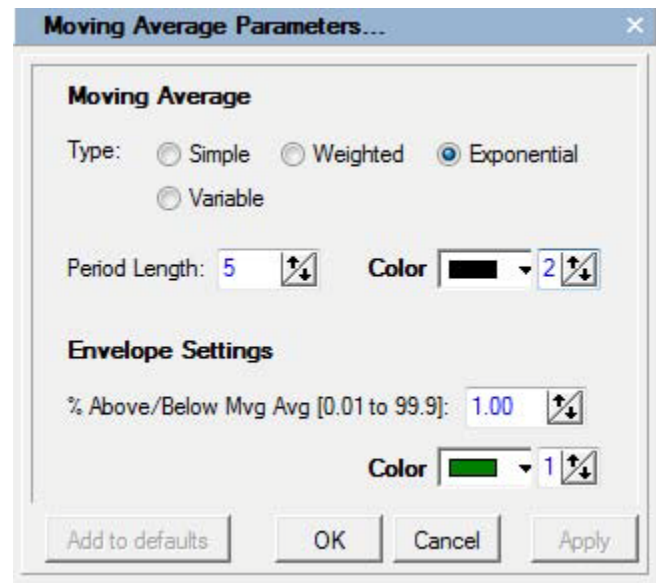 Moving Average Parameters...
Moving Average
Type: Simple Weighted Exponential
Variable
Period Length: 5 Color 2
Envelope Settings
% Above/Below Mvg Avg [0.01 to 99.9]: 1.00
Color 1
Add to defaults OK Cancel Apply